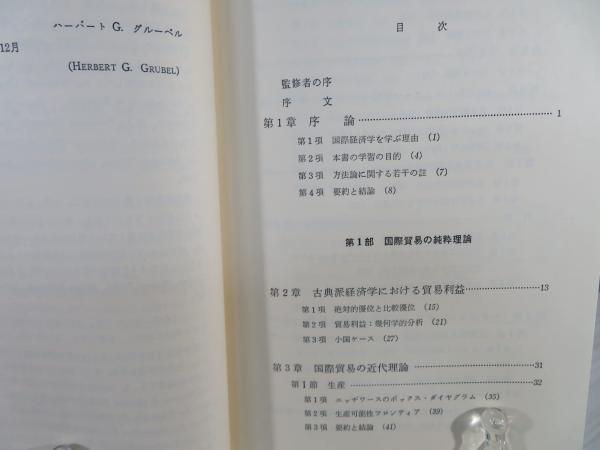 ハーバート G. グルーベル
12月
(HERBERT G. GRUBEL)
目 次
監修者の序
序 文
第1章 序 論 …… 1
第1項 国際経済学を学ぶ理由 (1)
第2項 本書の学習の目的 (4)
第3項 方法論に関する若干の註 (7)
第4項 要約と結論 (8)
第1部 国際貿易の純粋理論
第2章 古典派経済学における貿易利益 …… 13
第1項 絶対的優位と比較優位 (15)
第2項 貿易利益：幾何学的分析 (21)
第3項 小国ケース (27)
第3章 国際貿易の近代理論 …… 31
第1節 生産 …… 32
第1項 エッヂワースのボックス・ダイヤグラム (35)
第2項 生産可能性フロンティア (39)
第3項 要約と結論 (41)